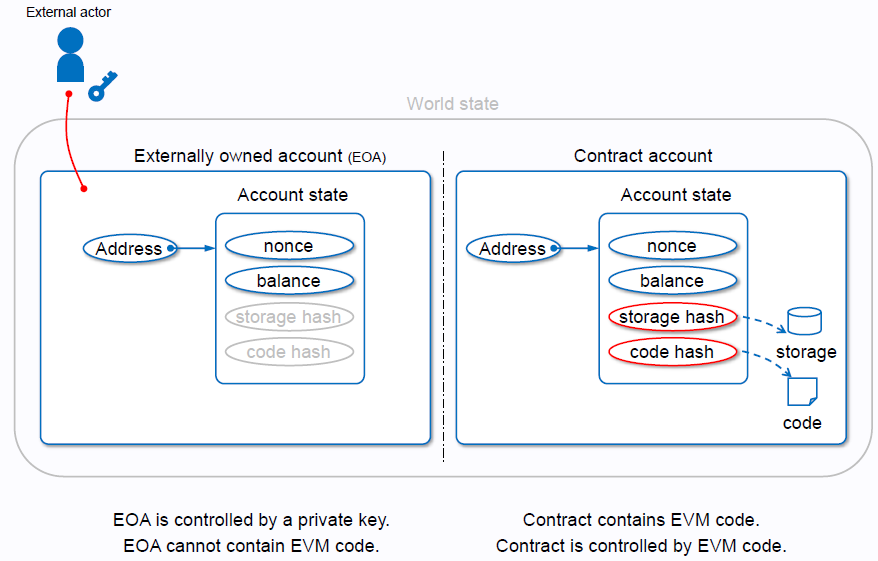 External actor
World state
Externally owned account (EOA)
Account state
Address
nonce
balance
storage hash
code hash
Contract account
Account state
Address
nonce
balance
storage hash
code hash
storage
code
EOA is controlled by a private key.
EOA cannot contain EVM code.
Contract contains EVM code.
Contract is controlled by EVM code.